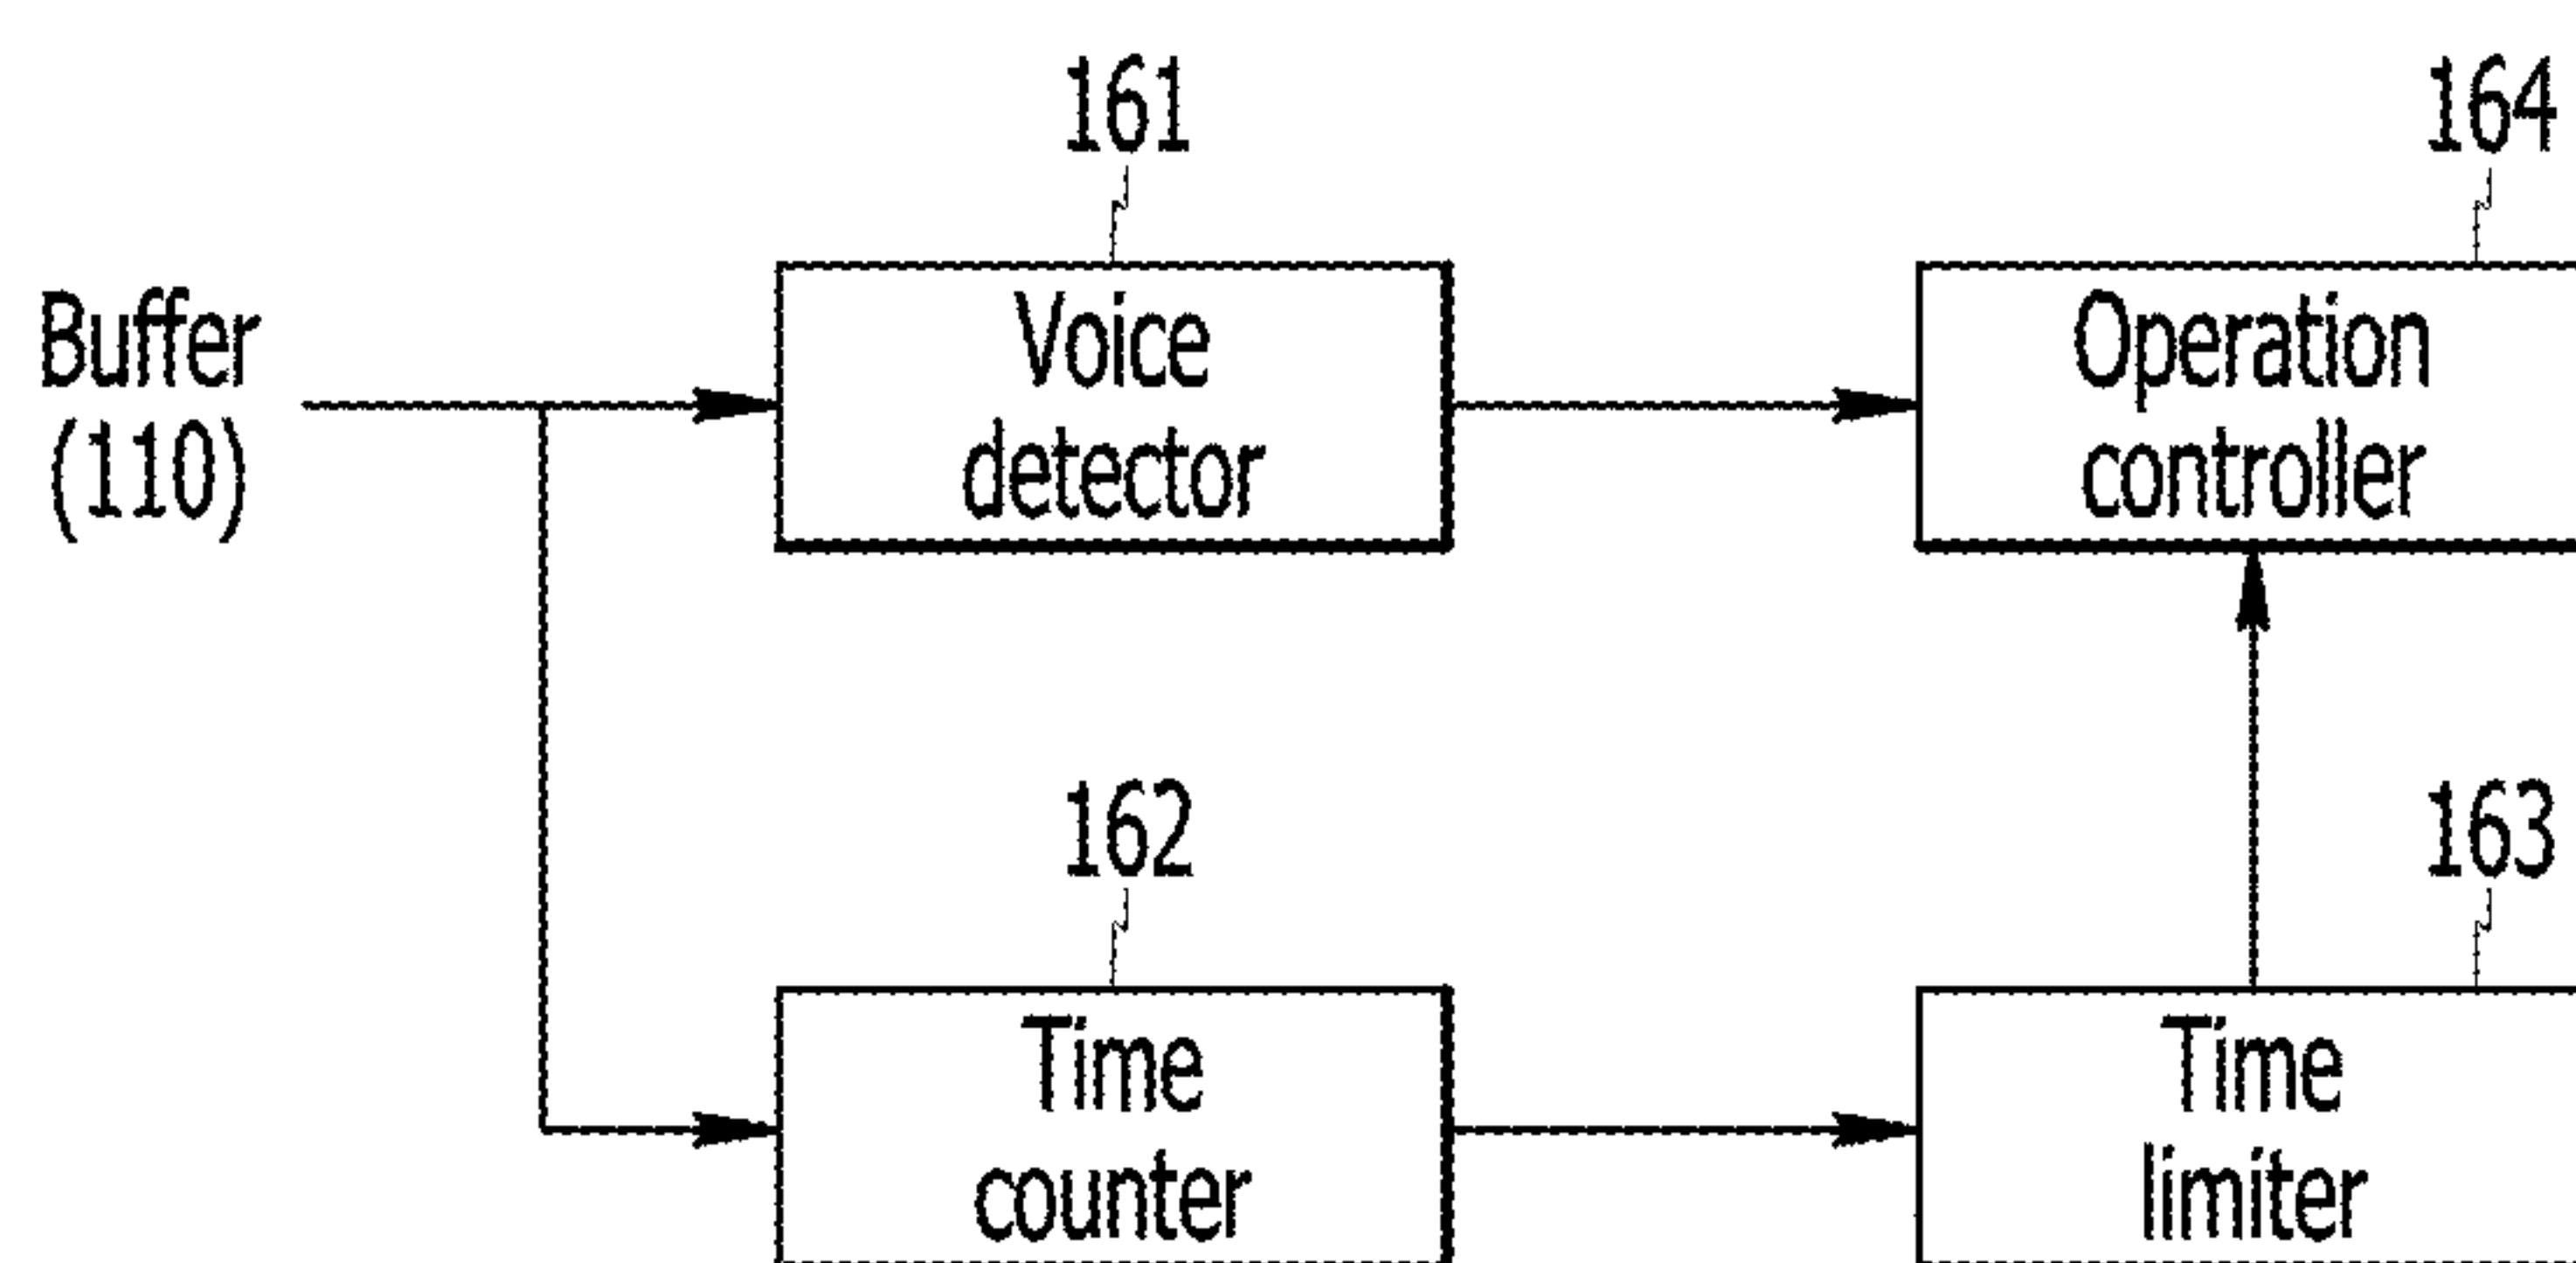 161
164
Buffer
(110)
Voice
detector
Operation
controller
162
163
Time
counter
Time
limiter